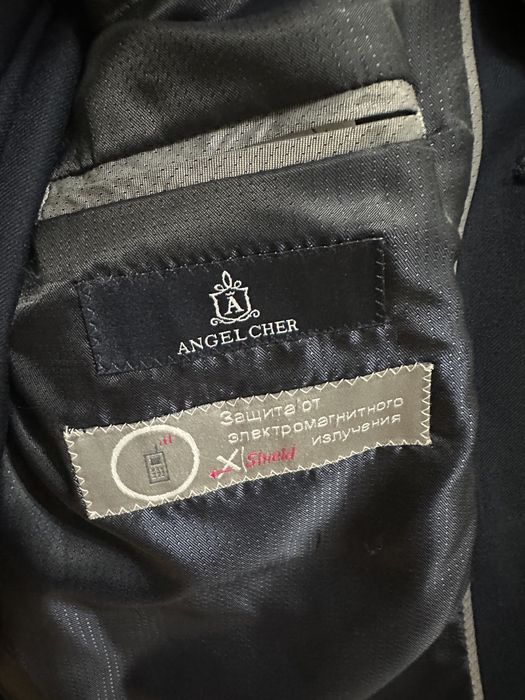 A
ANGEL CHER
Защита от
электромагнитного
излучения
Shield